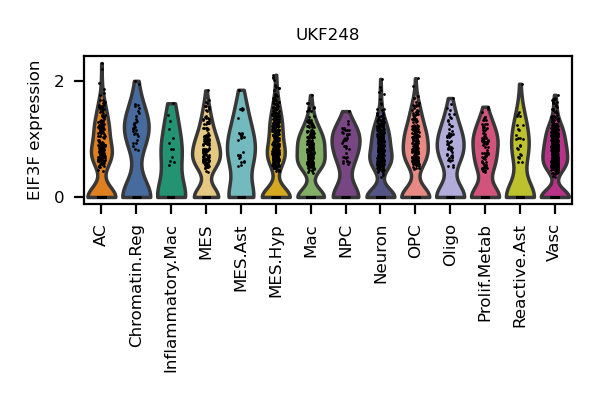 UKF248
EIF3F expression
2
0
AC
Chromatin.Reg
Inflammatory.Mac
MES
MES.Ast
MES.Hyp
Mac
NPC
Neuron
OPC
Oligo
Prolif.Metab
Reactive.Ast
Vasc